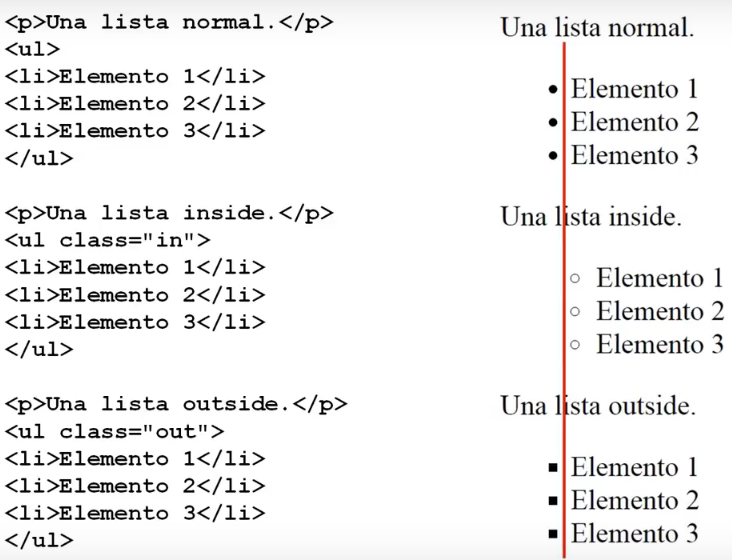 <p>Una lista normal.</p>
<ul>
<li>Elemento 1</li>
<li>Elemento 2</li>
<li>Elemento 3</li>
</ul>
<p>Una lista inside.</p>
<ul class="in">
<li>Elemento 1</li>
<li>Elemento 2</li>
<li>Elemento 3</li>
</ul>
<p>Una lista outside.</p>
<ul class="out">
<li>Elemento 1</li>
<li>Elemento 2</li>
<li>Elemento 3</li>
</ul>
Una lista normal.
• Elemento 1
• Elemento 2
• Elemento 3
Una lista inside.
◦ Elemento 1
◦ Elemento 2
◦ Elemento 3
Una lista outside.
▪ Elemento 1
▪ Elemento 2
▪ Elemento 3